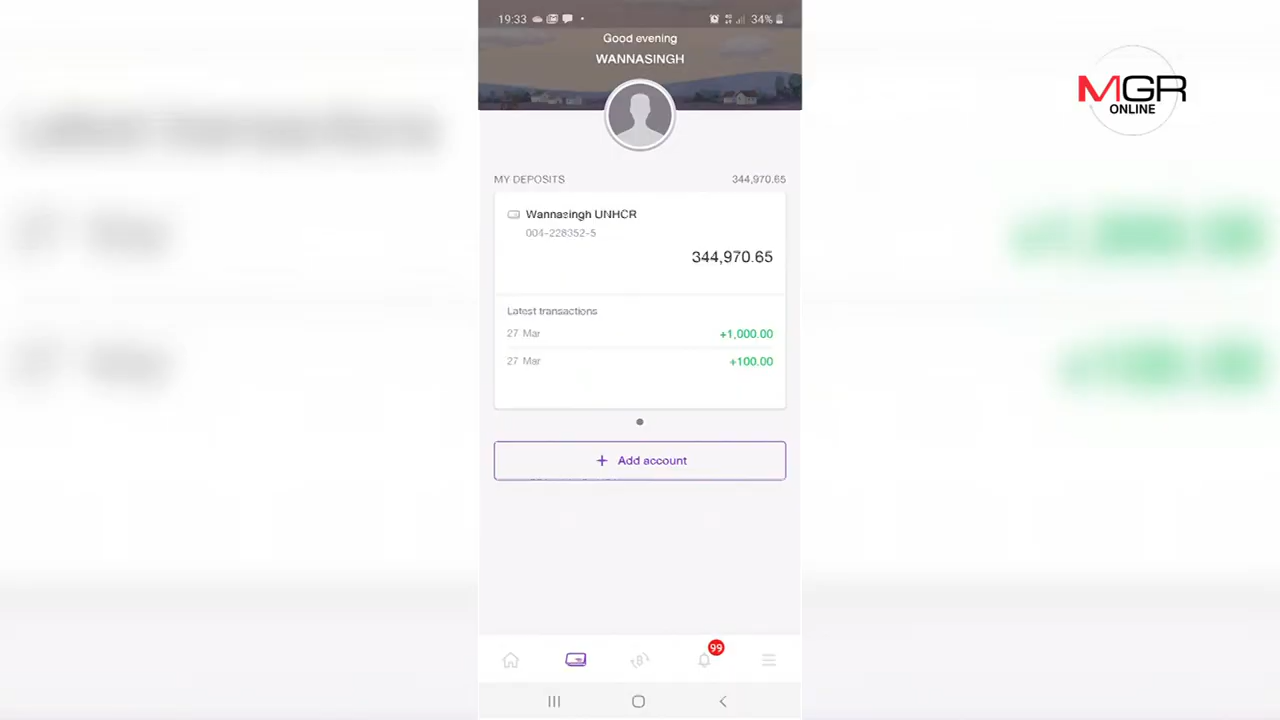 19:33
34%
Good evening
WANNASINGH
MGR
ONLINE
MY DEPOSITS
344,970.65
Wannasingh UNHCR
004-228352-5
344,970.65
Latest transactions
27 Mar
+1,000.00
27 Mar
+100.00
+ Add account
99